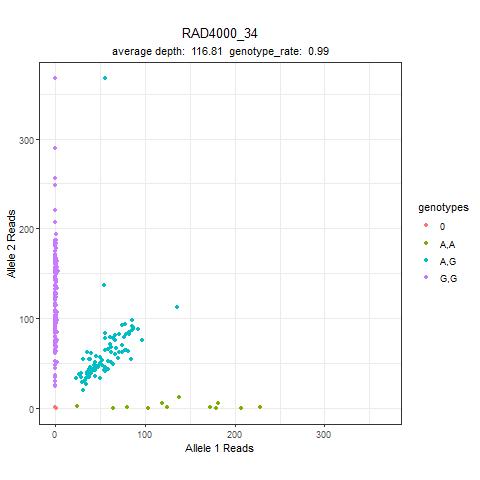 RAD4000_34
average depth:  116.81  genotype_rate:  0.99
Allele 2 Reads
300
200
100
0
0 100 200 300
Allele 1 Reads
genotypes
0
A,A
A,G
G,G